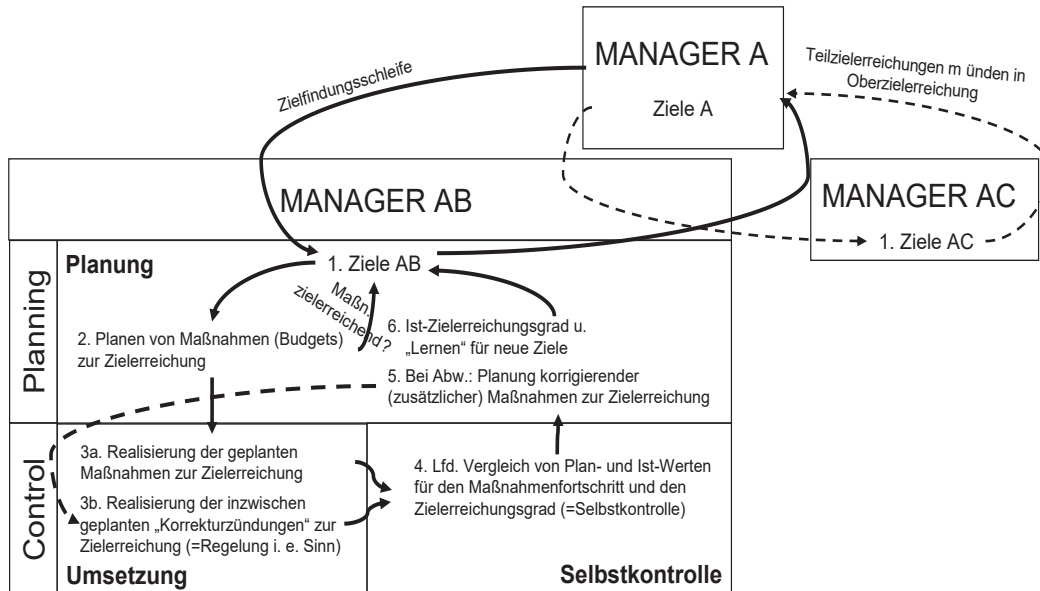 MANAGER A
Ziele A
Zielfindungsschleife
Teilzielerreichungen m ünden in
Oberzielerreichung
MANAGER AB
MANAGER AC
1. Ziele AC
Planning
Planung
1. Ziele AB
Maßn.
zielerreichend?
2. Planen von Maßnahmen (Budgets)
zur Zielerreichung
6. Ist-Zielerreichungsgrad u.
„Lernen“ für neue Ziele
5. Bei Abw.: Planung korrigierender
(zusätzlicher) Maßnahmen zur Zielerreichung
Control
3a. Realisierung der geplanten
Maßnahmen zur Zielerreichung
3b. Realisierung der inzwischen
geplanten „Korrekturzündungen“ zur
Zielerreichung (=Regelung i. e. Sinn)
Umsetzung
4. Lfd. Vergleich von Plan- und Ist-Werten
für den Maßnahmenfortschritt und den
Zielerreichungsgrad (=Selbstkontrolle)
Selbstkontrolle